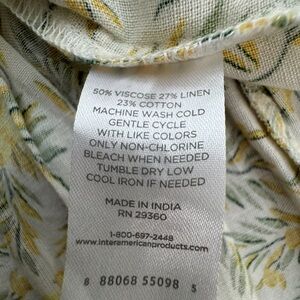 50% VISCOSE 27% LINEN
23% COTTON
MACHINE WASH COLD
GENTLE CYCLE
WITH LIKE COLORS
ONLY NON-CHLORINE
BLEACH WHEN NEEDED
TUMBLE DRY LOW
COOL IRON IF NEEDED
MADE IN INDIA
RN 29360
1-800-697-2448
www.interamericanproducts.com
8 88068 55098 5